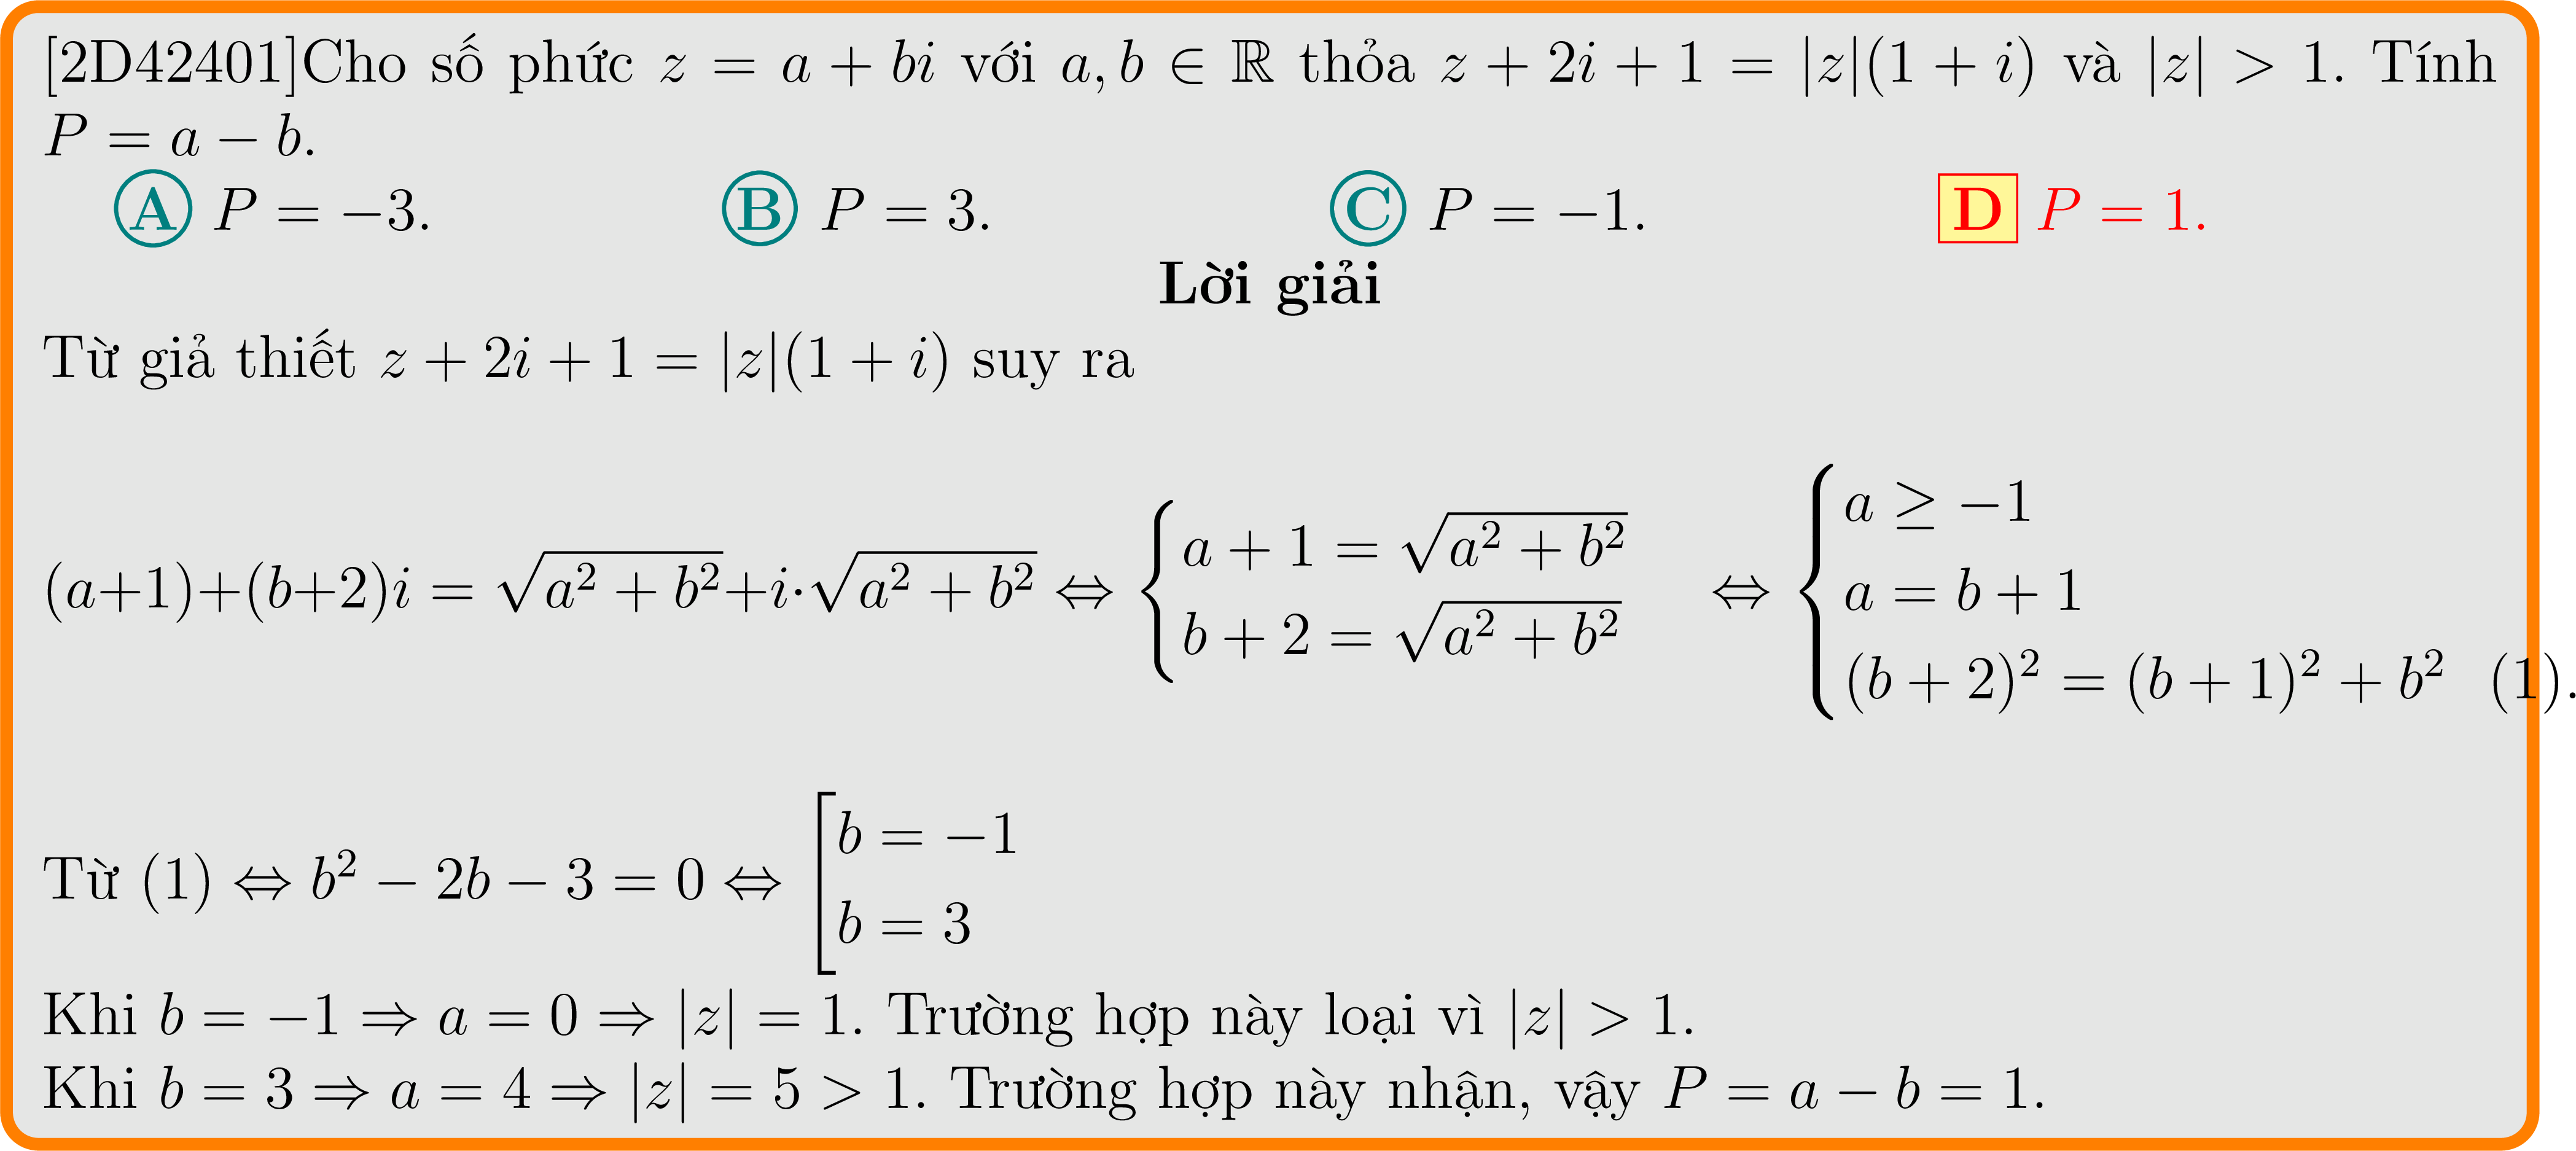 [2D42401]Cho số phức z = a + bi với a, b ∈ ℝ thỏa z + 2i + 1 = |z|(1 + i) và |z| > 1. Tính
P = a − b.
A P = −3. B P = 3. C P = −1. D P = 1.
Lời giải
Từ giả thiết z + 2i + 1 = |z|(1 + i) suy ra
(a+1)+(b+2)i = √(a² + b²)+i·√(a² + b²) ⇔ { a + 1 = √(a² + b²) b + 2 = √(a² + b²) ⇔ { a ≥ −1 a = b + 1 (b + 2)² = (b + 1)² + b² (1).
Từ (1) ⇔ b² − 2b − 3 = 0 ⇔ [ b = −1 b = 3
Khi b = −1 ⇒ a = 0 ⇒ |z| = 1. Trường hợp này loại vì |z| > 1.
Khi b = 3 ⇒ a = 4 ⇒ |z| = 5 > 1. Trường hợp này nhận, vậy P = a − b = 1.